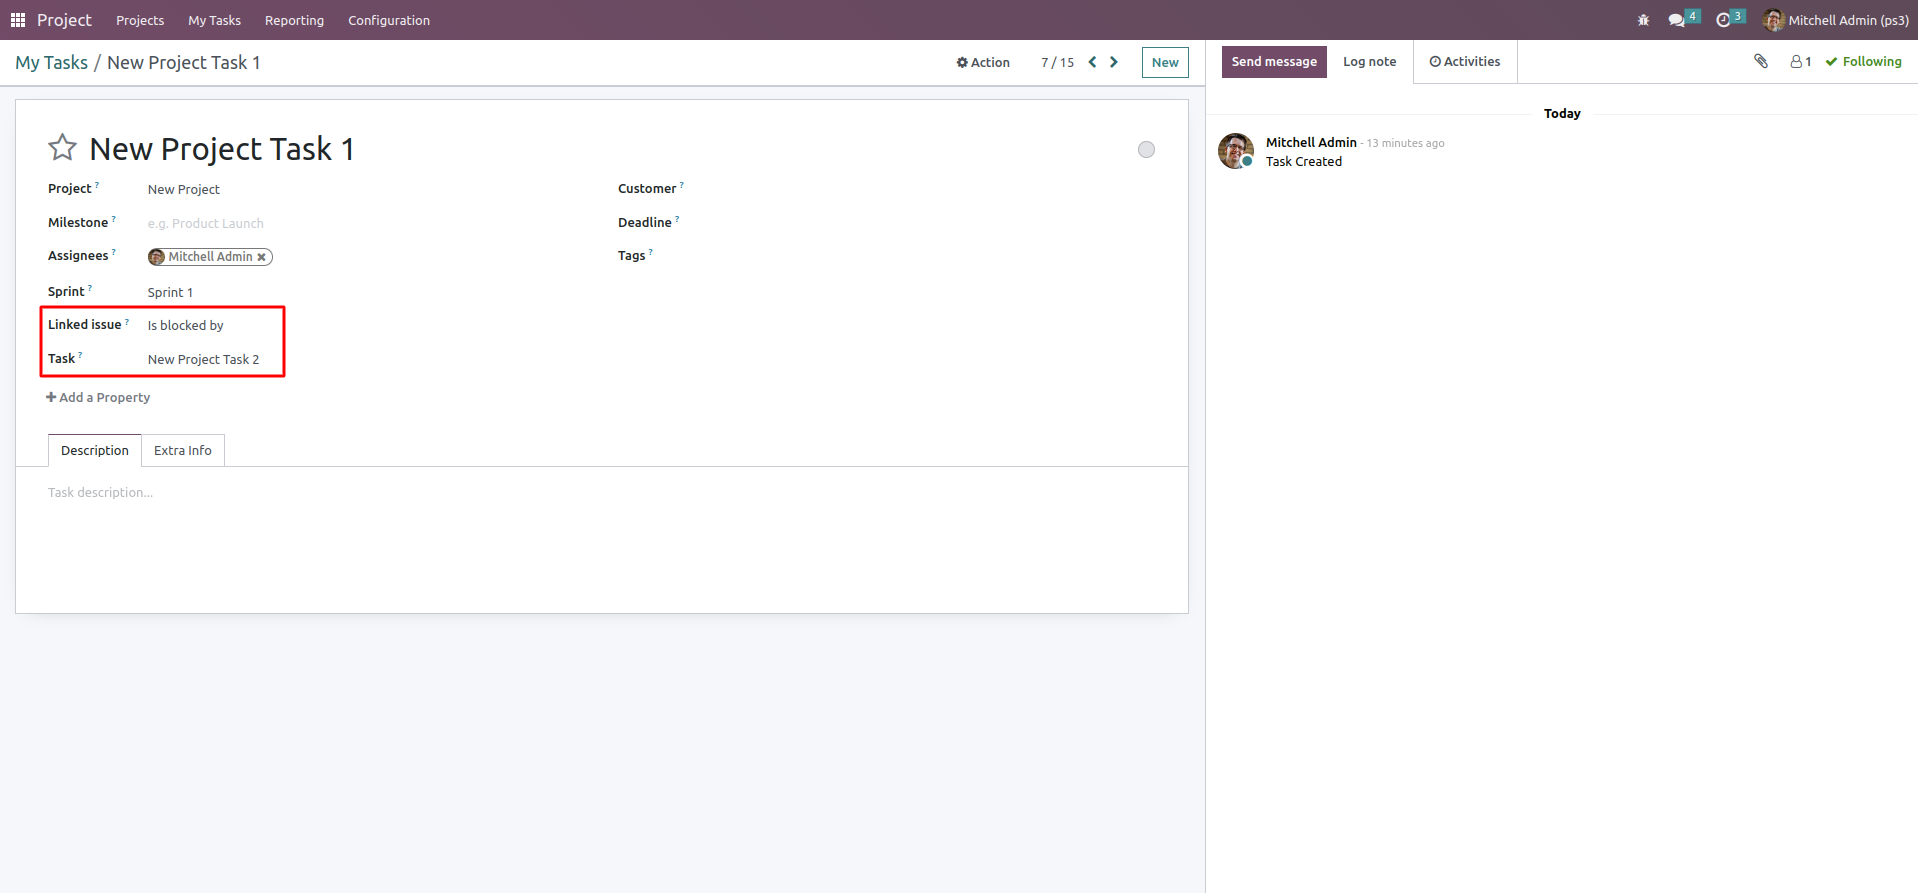 Project Projects My Tasks Reporting Configuration 4 3 Mitchell Admin (ps3)
My Tasks / New Project Task 1 Action 7 / 15 New
Send message Log note Activities 1 Following
Today
Mitchell Admin - 13 minutes ago
Task Created
New Project Task 1
Project ? New Project
Customer ?
Milestone ? e.g. Product Launch
Deadline ?
Assignees ? Mitchell Admin
Tags ?
Sprint ? Sprint 1
Linked issue ? Is blocked by
Task ? New Project Task 2
Add a Property
Description Extra Info
Task description...